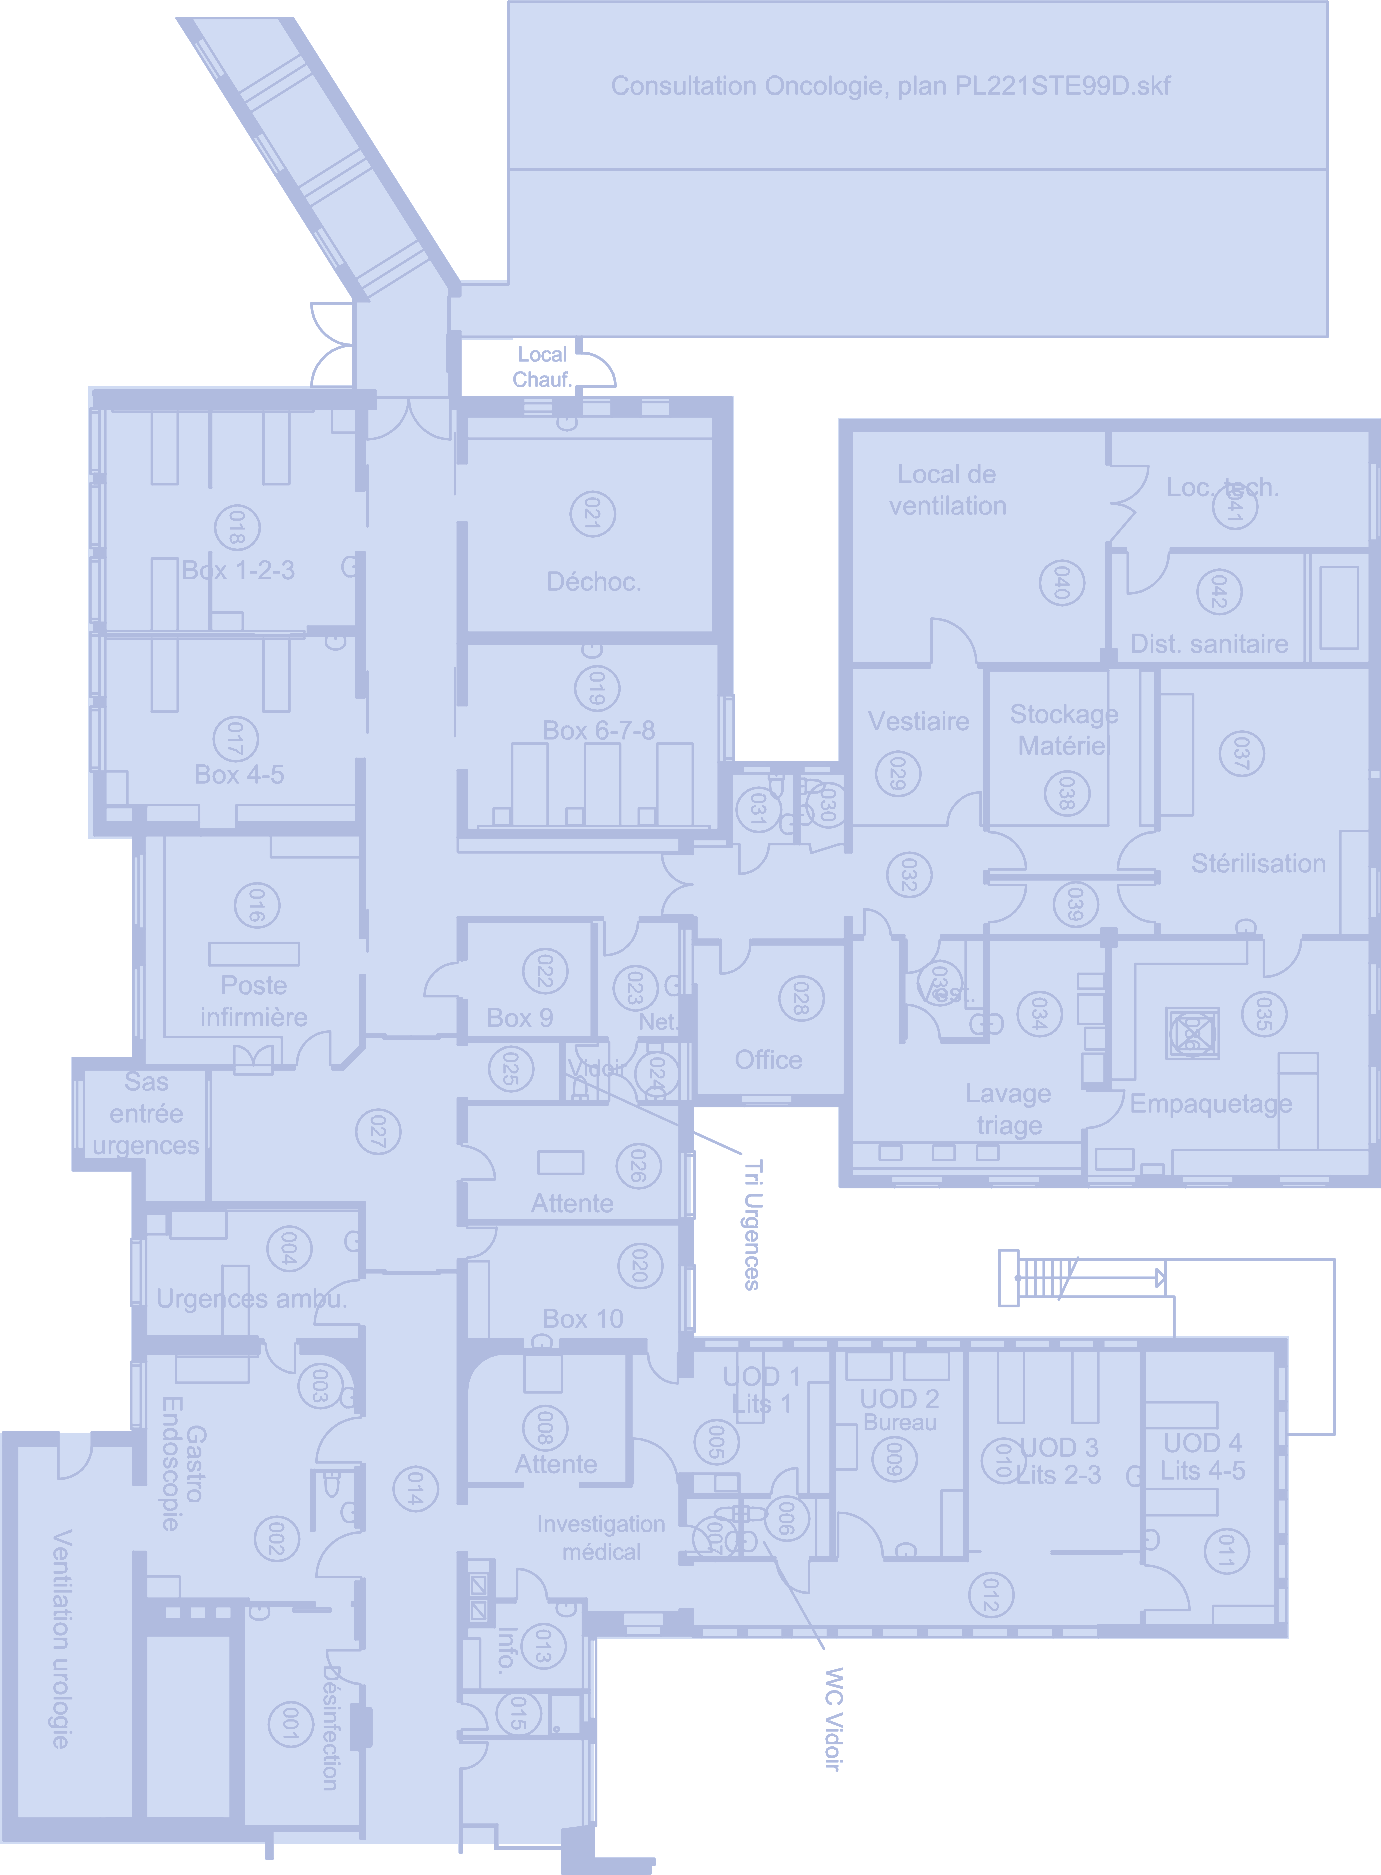 Consultation Oncologie, plan PL221STE99D.skf
Local
Chauf.
018
Box 1-2-3
021
Déchoc.
Local de
ventilation
040
Loc. tech.
041
042
Dist. sanitaire
017
Box 4-5
019
Box 6-7-8
Vestiaire
029
Stockage
Matérie
038
037
Stérilisation
031
030
032
039
016
Poste
infirmière
022
Box 9
023
Net.
028
Office
Vest.
034
035
Empaquetage
Lavage
triage
Sas
entrée
urgences
027
025
Vidoir
024
026
Attente
Tri Urgences
004
Urgences ambu.
020
Box 10
003
Gastro
Endoscopie
002
014
008
Attente
Investigation
médical
UOD 1
Lits 1
005
006
007
UOD 2
Bureau
009
UOD 3
Lits 2-3
010
UOD 4
Lits 4-5
011
012
WC Vidoir
Info.
013
015
Ventilation urologie
Désinfection
001